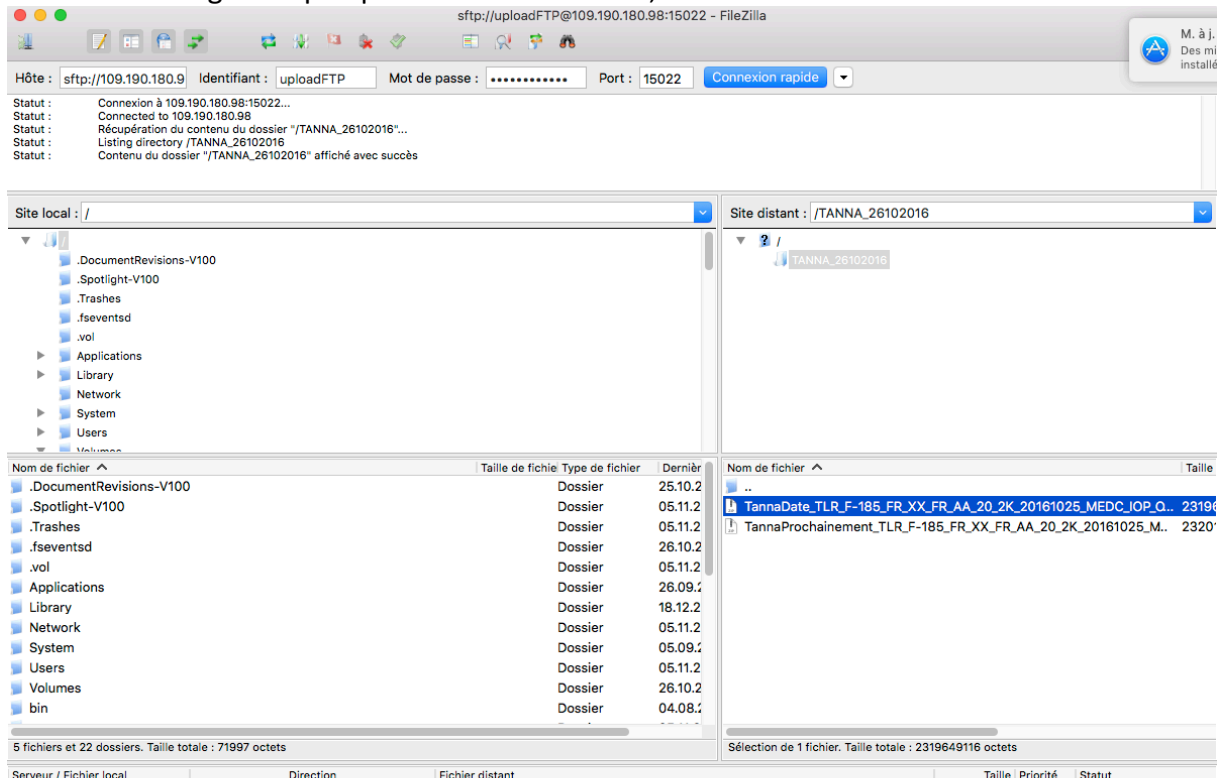 sftp://uploadFTP@109.190.180.98:15022 - FileZilla
M. à j.
Des mi
installé
Hôte : sftp://109.190.180.9 Identifiant : uploadFTP Mot de passe : •••••••••••• Port : 15022 Connexion rapide
Statut : Connexion à 109.190.180.98:15022...
Statut : Connected to 109.190.180.98
Statut : Récupération du contenu du dossier "/TANNA_26102016"...
Statut : Listing directory /TANNA_26102016
Statut : Contenu du dossier "/TANNA_26102016" affiché avec succès
Site local : /
/
.DocumentRevisions-V100
.Spotlight-V100
.Trashes
.fseventsd
.vol
Applications
Library
Network
System
Users
Volumes
Site distant : /TANNA_26102016
/
TANNA_26102016
Nom de fichier Taille de fichie Type de fichier Dernièr
.DocumentRevisions-V100 Dossier 25.10.2
.Spotlight-V100 Dossier 05.11.2
.Trashes Dossier 05.11.2
.fseventsd Dossier 26.10.2
.vol Dossier 05.11.2
Applications Dossier 26.09.2
Library Dossier 18.12.2
Network Dossier 05.11.2
System Dossier 05.09.2
Users Dossier 05.11.2
Volumes Dossier 26.10.2
bin Dossier 04.08.2
5 fichiers et 22 dossiers. Taille totale : 71997 octets
Nom de fichier Taille
..
TannaDate_TLR_F-185_FR_XX_FR_AA_20_2K_20161025_MEDC_IOP_O... 23196
TannaProchainement_TLR_F-185_FR_XX_FR_AA_20_2K_20161025_M.. 2320
Sélection de 1 fichier. Taille totale : 2319649116 octets
Serveur / Fichier local Direction Fichier distant Taille Priorité Statut